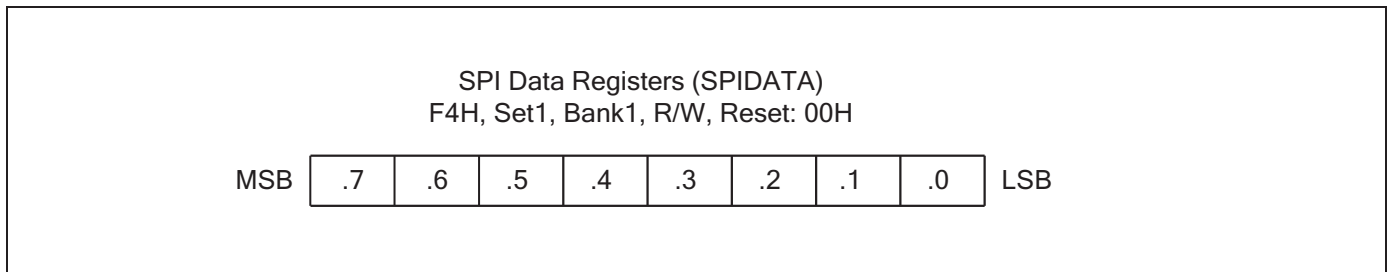 SPI Data Registers (SPIDATA)
F4H, Set1, Bank1, R/W, Reset: 00H
MSB .7 .6 .5 .4 .3 .2 .1 .0 LSB